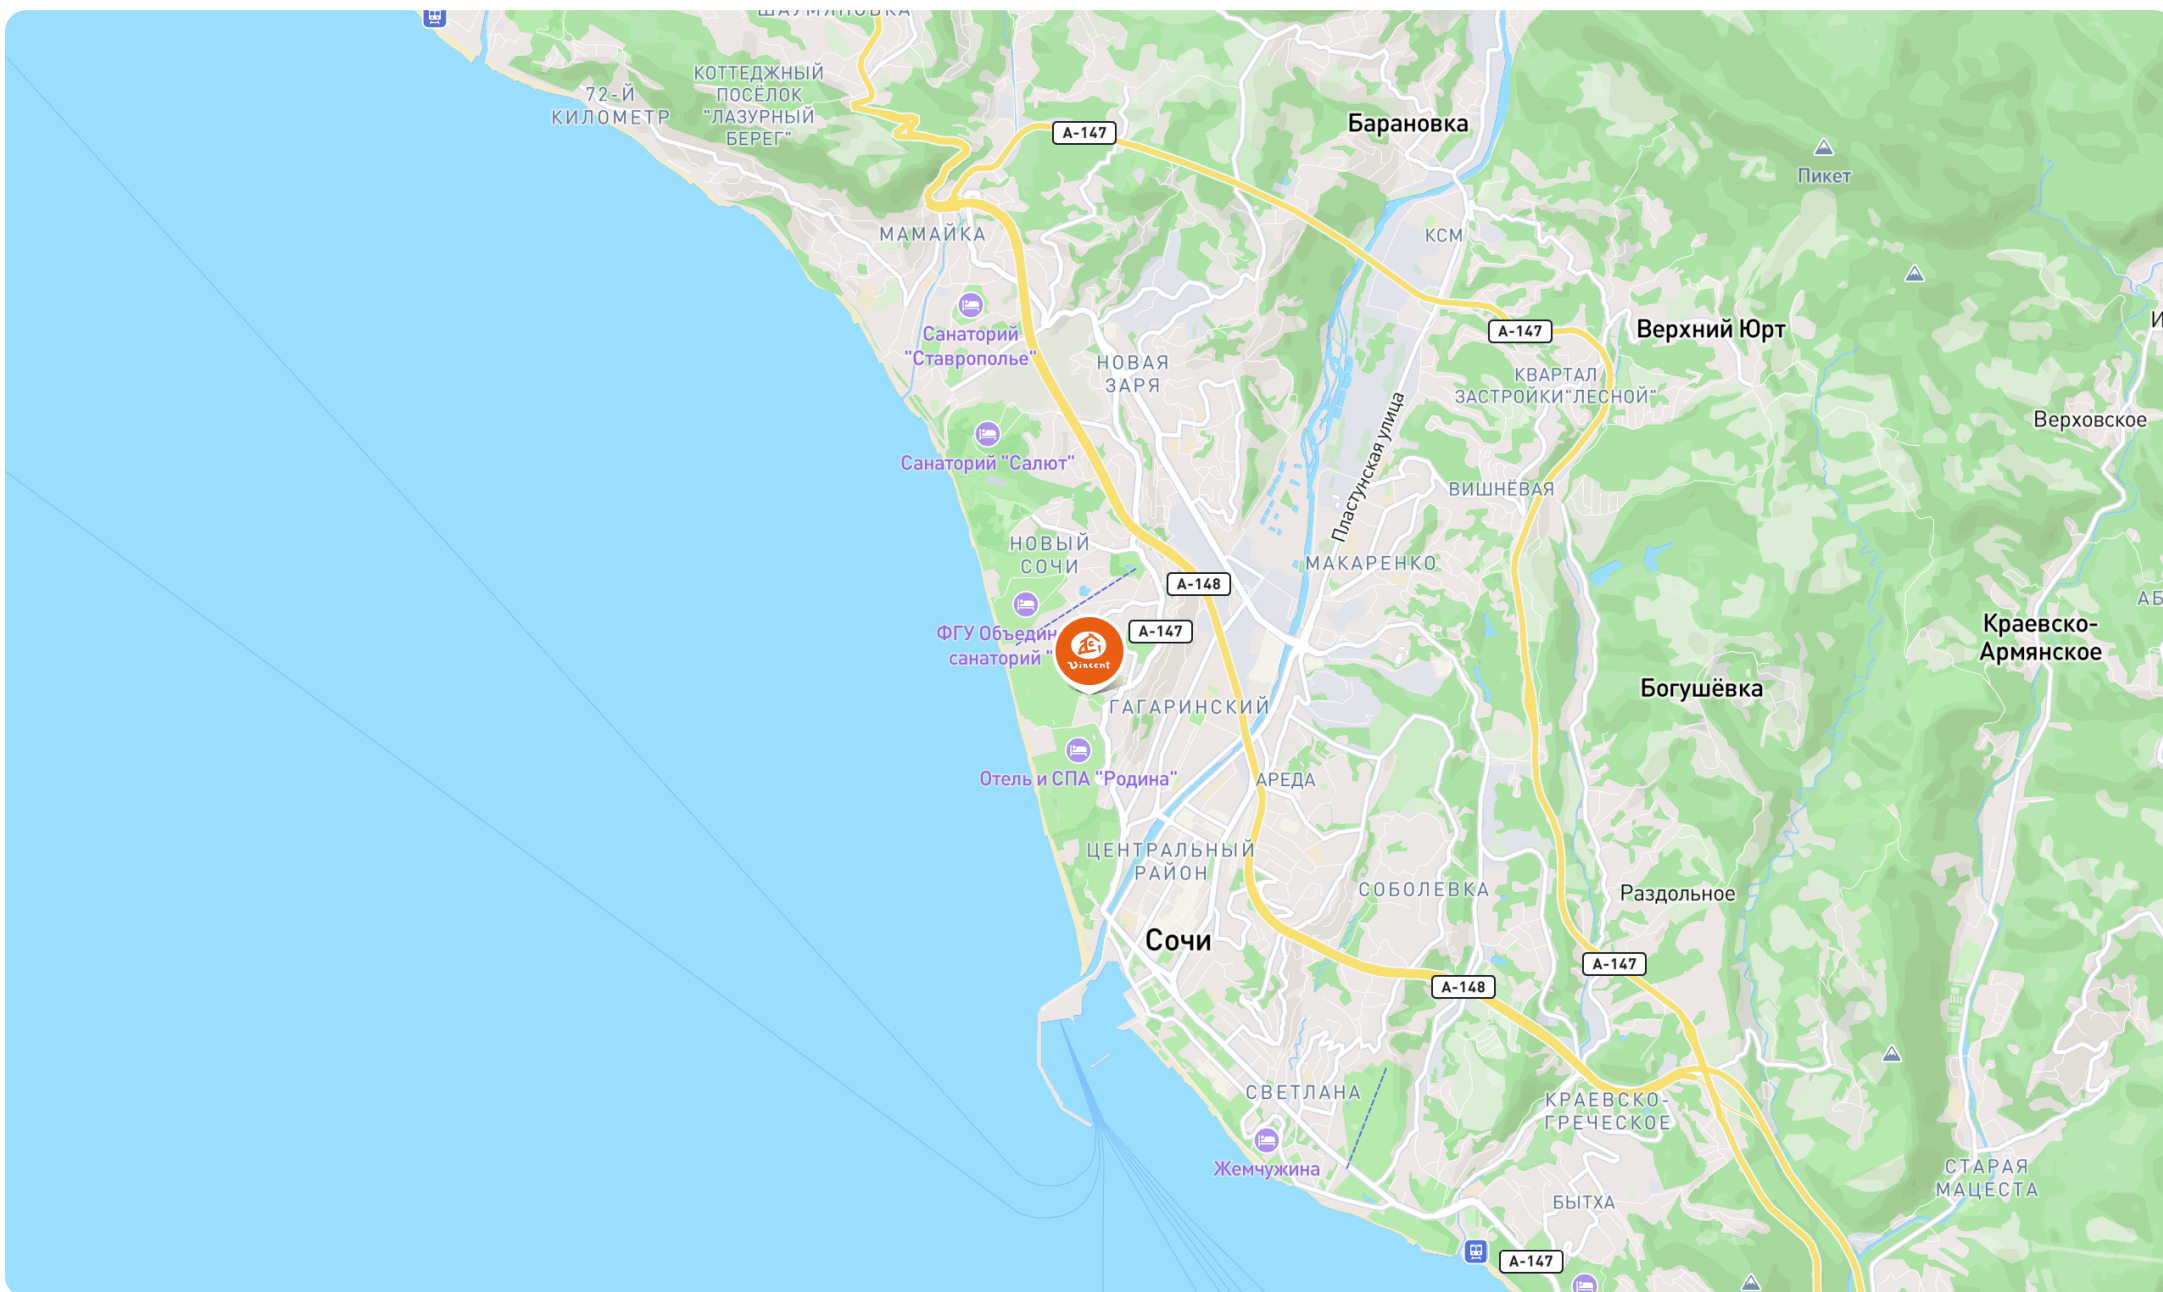 ШАУМЯНОВКА
КОТТЕДЖНЫЙ
ПОСЁЛОК
"ЛАЗУРНЫЙ
БЕРЕГ"
72-Й
КИЛОМЕТР
А-147
Барановка
Пикет
МАМАЙКА
КСМ
Санаторий
"Ставрополье"
НОВАЯ
ЗАРЯ
А-147
Верхний Юрт
КВАРТАЛ
ЗАСТРОЙКИ"ЛЕСНОЙ"
Верховское
Пластунская улица
Санаторий "Салют"
ВИШНЁВАЯ
НОВЫЙ
СОЧИ
МАКАРЕНКО
А-148
ФГУ Объедин
санаторий "
Vincent
А-147
Краевско-
Армянское
АБ
Богушёвка
ГАГАРИНСКИЙ
Отель и СПА "Родина"
АРЕДА
ЦЕНТРАЛЬНЫЙ
РАЙОН
СОБОЛЕВКА
Раздольное
Сочи
А-147
А-148
СВЕТЛАНА
КРАЕВСКО-
ГРЕЧЕСКОЕ
Жемчужина
СТАРАЯ
МАЦЕСТА
БЫТХА
А-147